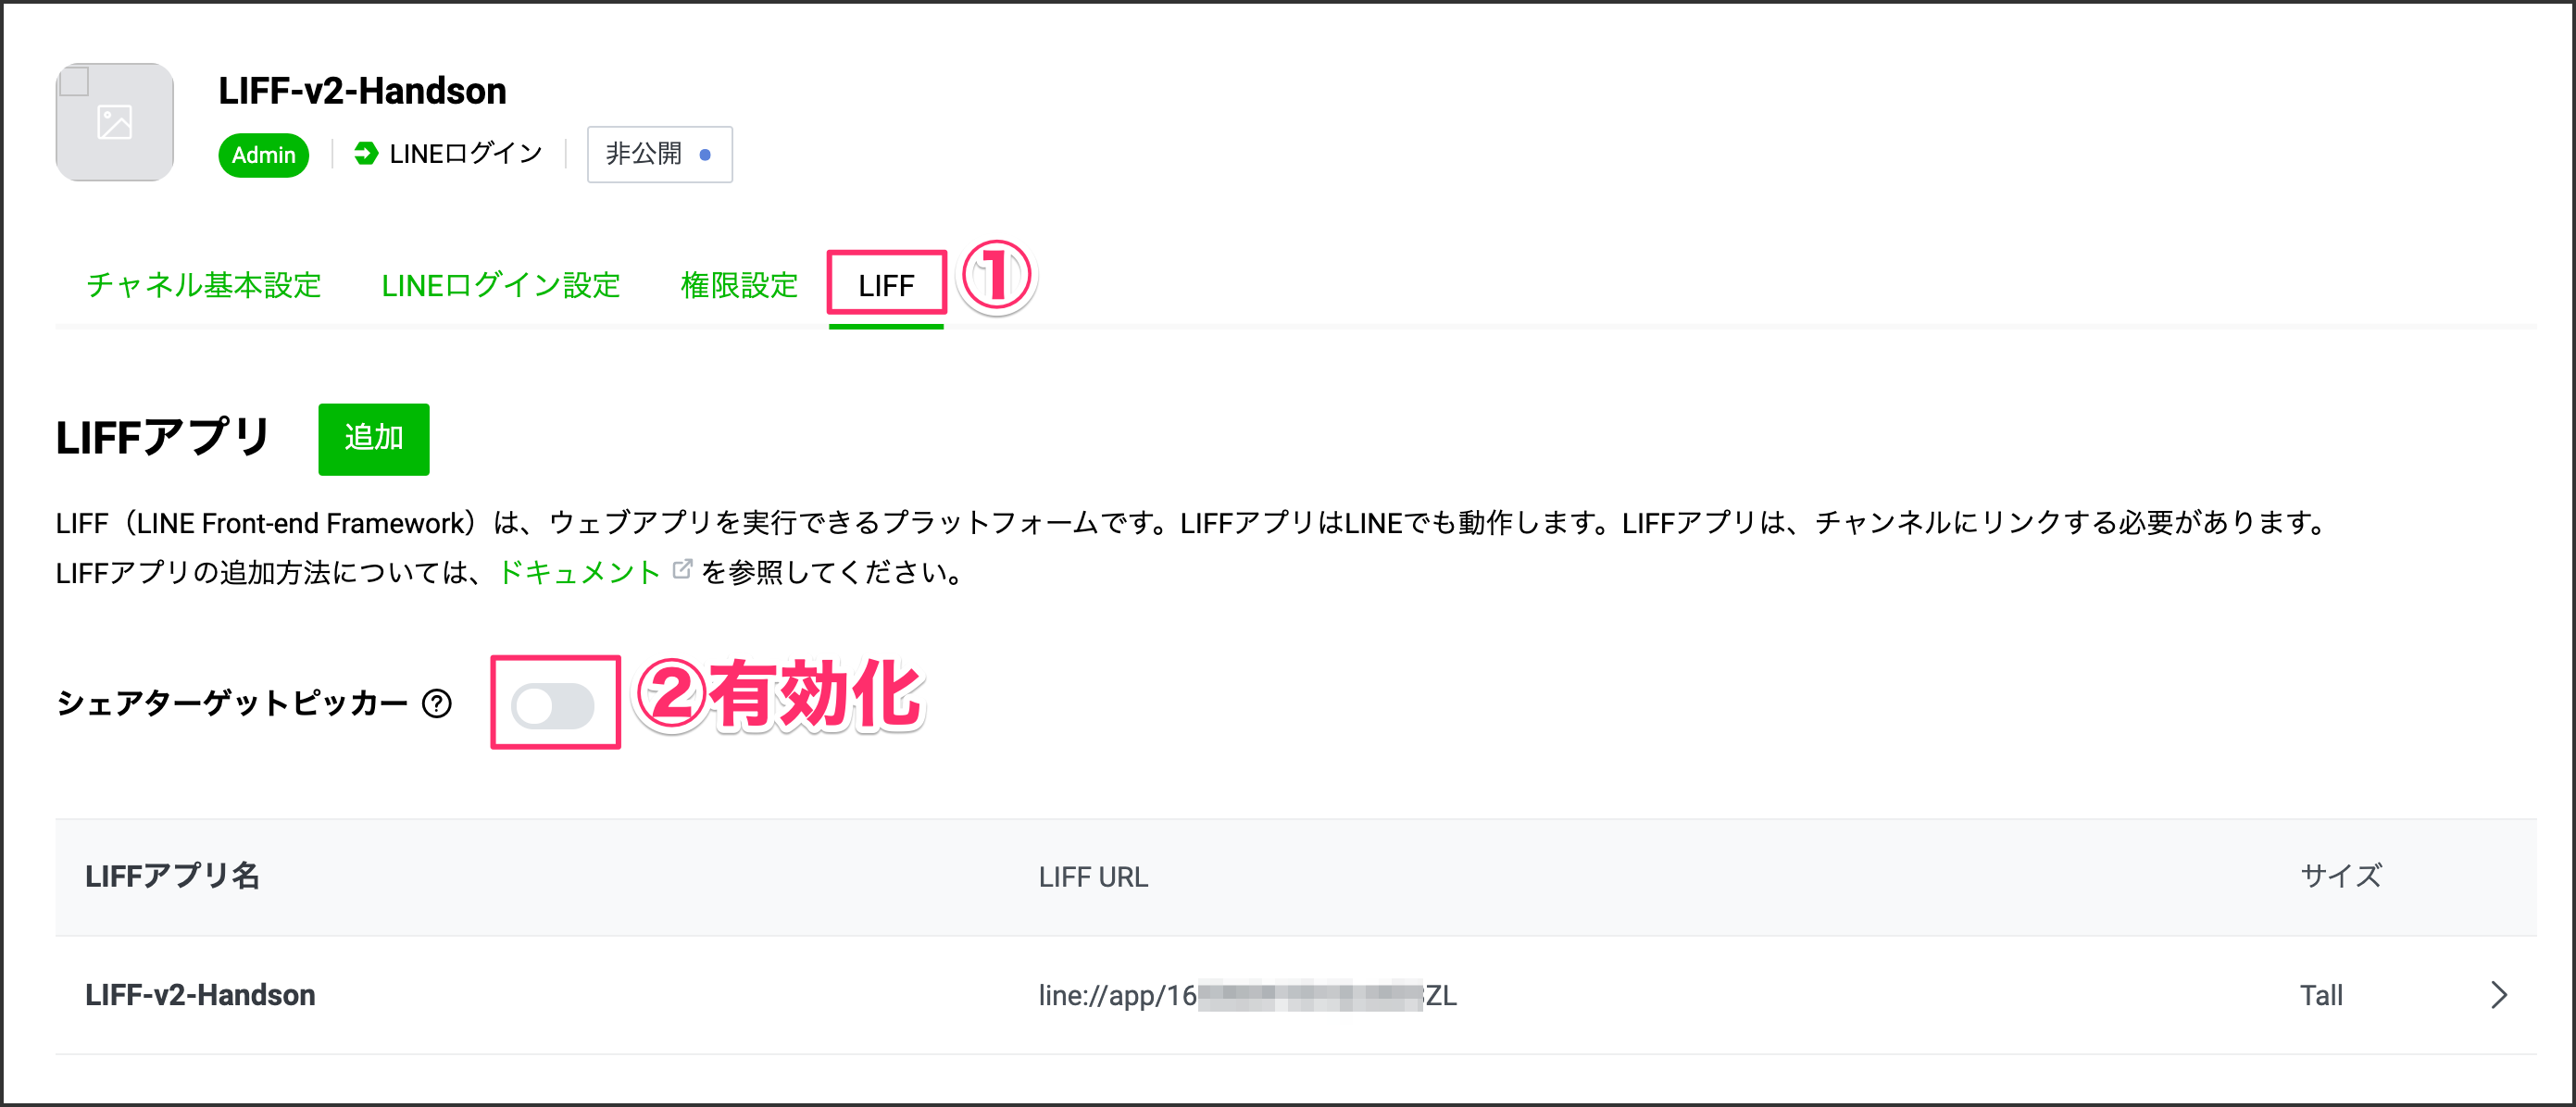 LIFF-v2-Handson
Admin LINEログイン 非公開
チャネル基本設定 LINEログイン設定 権限設定 LIFF ①
LIFFアプリ 追加
LIFF（LINE Front-end Framework）は、ウェブアプリを実行できるプラットフォームです。LIFFアプリはLINEでも動作します。LIFFアプリは、チャンネルにリンクする必要があります。
LIFFアプリの追加方法については、ドキュメント を参照してください。
シェアターゲットピッカー ? ②有効化
LIFFアプリ名 LIFF URL サイズ
LIFF-v2-Handson line://app/16 ZL Tall